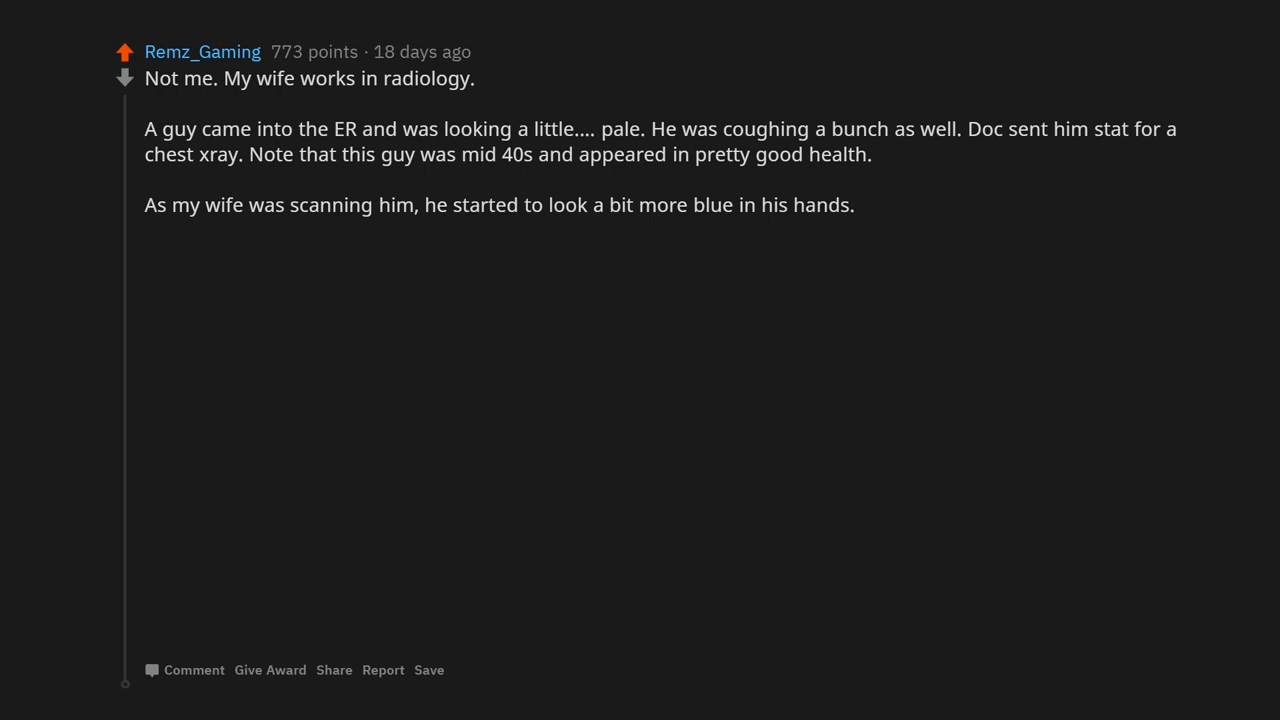 Remz_Gaming 773 points · 18 days ago
Not me. My wife works in radiology.
A guy came into the ER and was looking a little.... pale. He was coughing a bunch as well. Doc sent him stat for a
chest xray. Note that this guy was mid 40s and appeared in pretty good health.
As my wife was scanning him, he started to look a bit more blue in his hands.
Comment Give Award Share Report Save